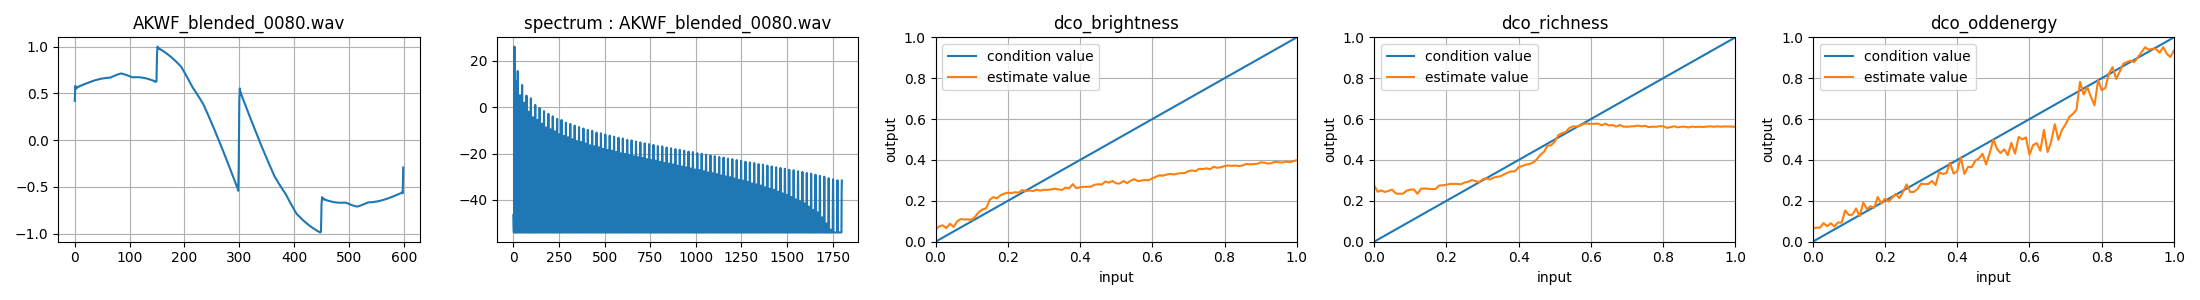 AKWF_blended_0080.wav
1.0
0.5
0.0
−0.5
−1.0
0 100 200 300 400 500 600
spectrum : AKWF_blended_0080.wav
20
0
−20
−40
0 250 500 750 1000 1250 1500 1750
dco_brightness
condition value
estimate value
output
1.0
0.8
0.6
0.4
0.2
0.0
0.0 0.2 0.4 0.6 0.8 1.0
input
dco_richness
condition value
estimate value
output
1.0
0.8
0.6
0.4
0.2
0.0
0.0 0.2 0.4 0.6 0.8 1.0
input
dco_oddenergy
condition value
estimate value
output
1.0
0.8
0.6
0.4
0.2
0.0
0.0 0.2 0.4 0.6 0.8 1.0
input